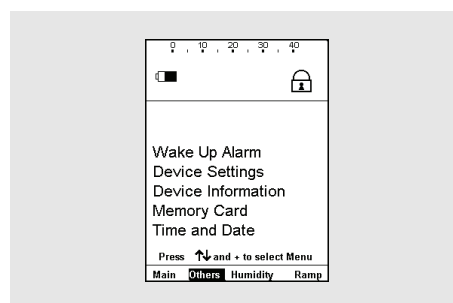 0 10 20 30 40
Wake Up Alarm
Device Settings
Device Information
Memory Card
Time and Date
Press ↑↓ and + to select Menu
Main Others Humidity Ramp